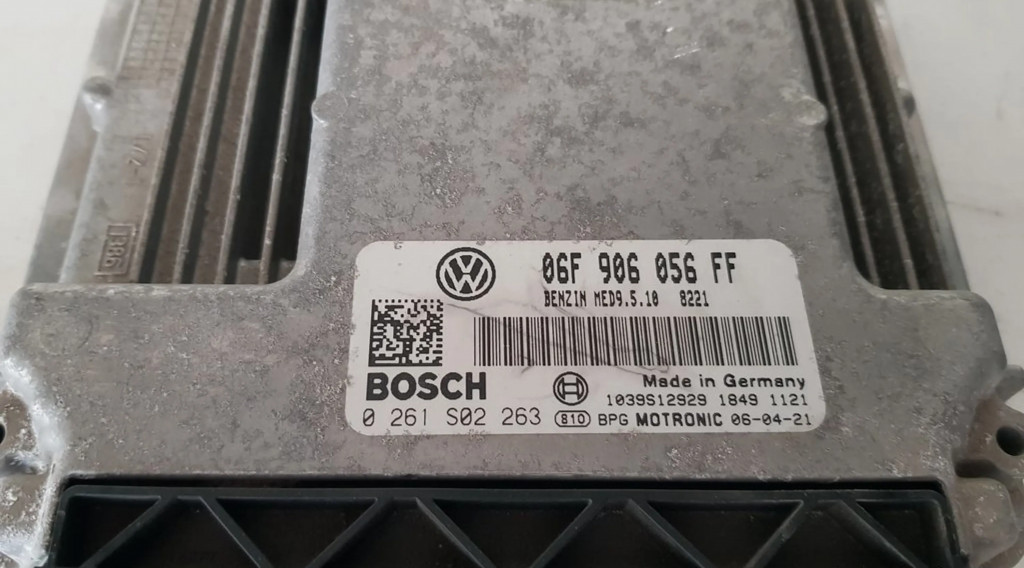 06F 906 056 FF
BENZIN MED9.5.10 8221
BOSCH
Made in Germany
1039S12929 1849 1121
0 261 S02 263 810 BPG MOTRONIC 06-04-21
386